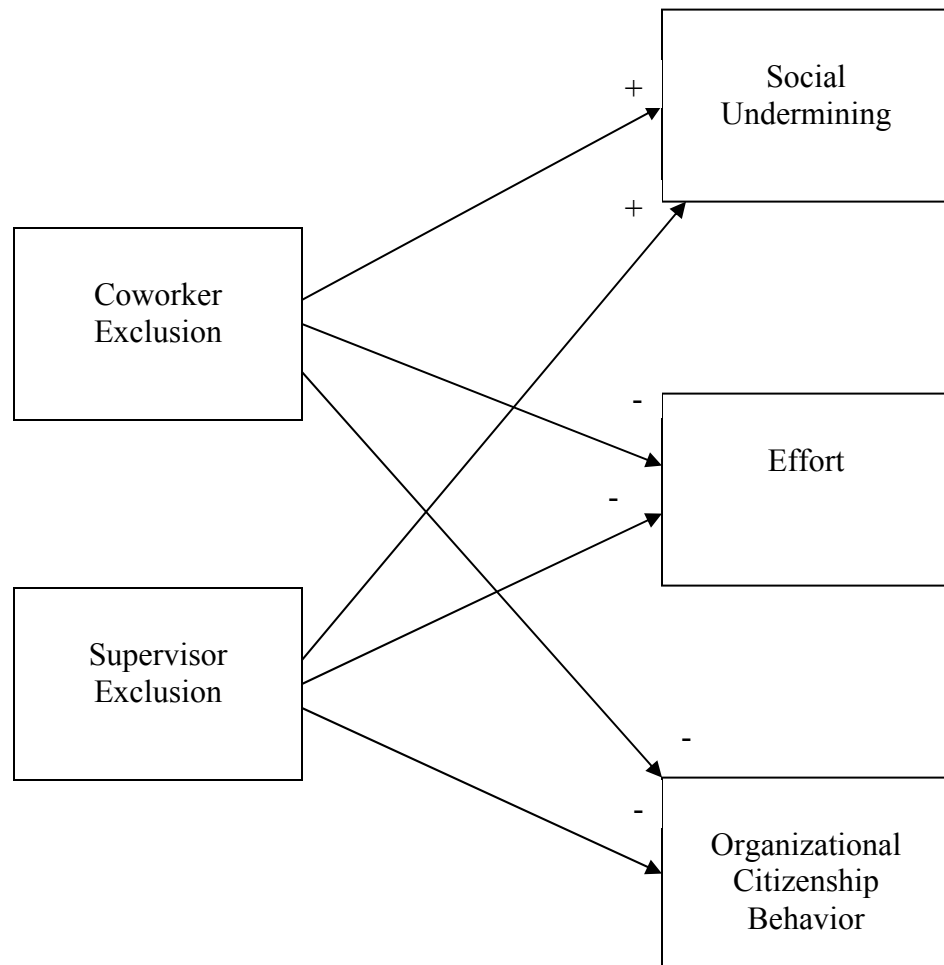 Social
Undermining
+
+
Coworker
Exclusion
-
Effort
-
Supervisor
Exclusion
-
-
Organizational
Citizenship
Behavior